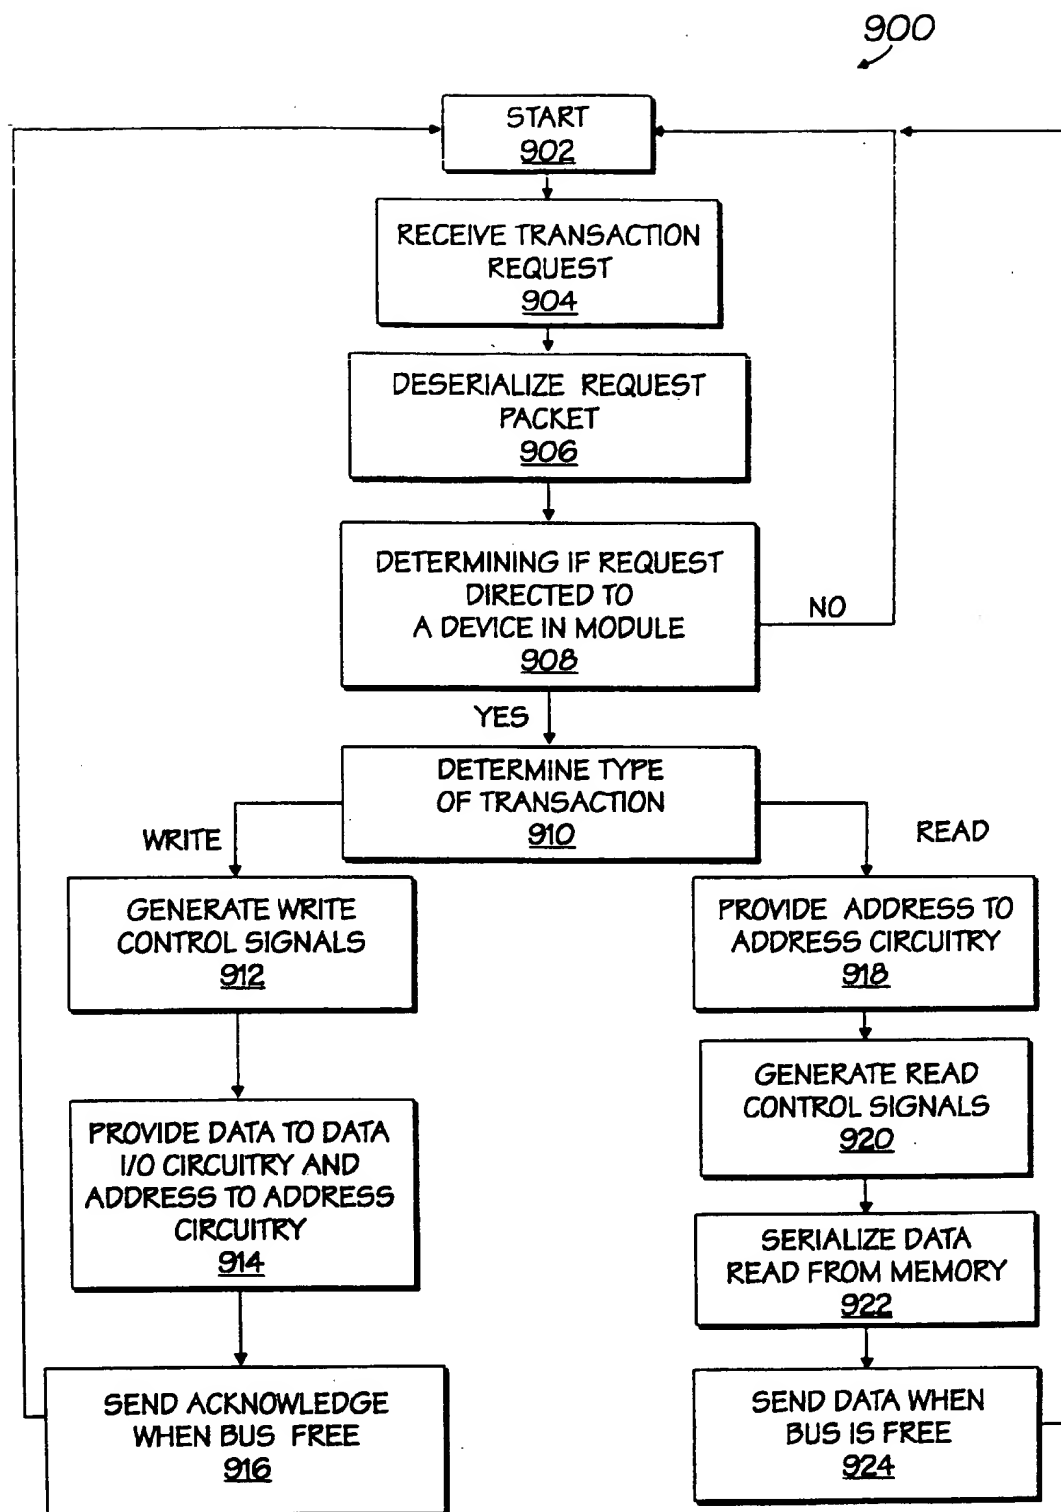 900
START
902
RECEIVE TRANSACTION
REQUEST
904
DESERIALIZE REQUEST
PACKET
906
DETERMINING IF REQUEST
DIRECTED TO
A DEVICE IN MODULE
908
NO
YES
DETERMINE TYPE
OF TRANSACTION
910
WRITE
READ
GENERATE WRITE
CONTROL SIGNALS
912
PROVIDE DATA TO DATA
I/O CIRCUITRY AND
ADDRESS TO ADDRESS
CIRCUITRY
914
SEND ACKNOWLEDGE
WHEN BUS FREE
916
PROVIDE ADDRESS TO
ADDRESS CIRCUITRY
918
GENERATE READ
CONTROL SIGNALS
920
SERIALIZE DATA
READ FROM MEMORY
922
SEND DATA WHEN
BUS IS FREE
924